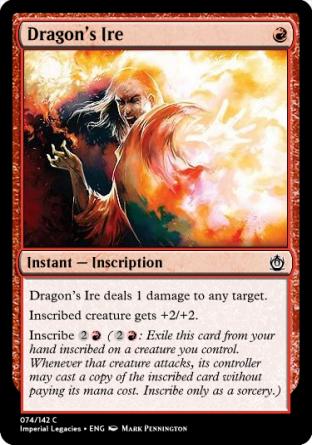 Dragon's Ire
Instant — Inscription
Dragon's Ire deals 1 damage to any target.
Inscribed creature gets +2/+2.
Inscribe 2 ( 2 : Exile this card from your
hand inscribed on a creature you control.
Whenever that creature attacks, its controller
may cast a copy of the inscribed card without
paying its mana cost. Inscribe only as a sorcery.)
074/142 C
Imperial Legacies • ENG Mark Pennington